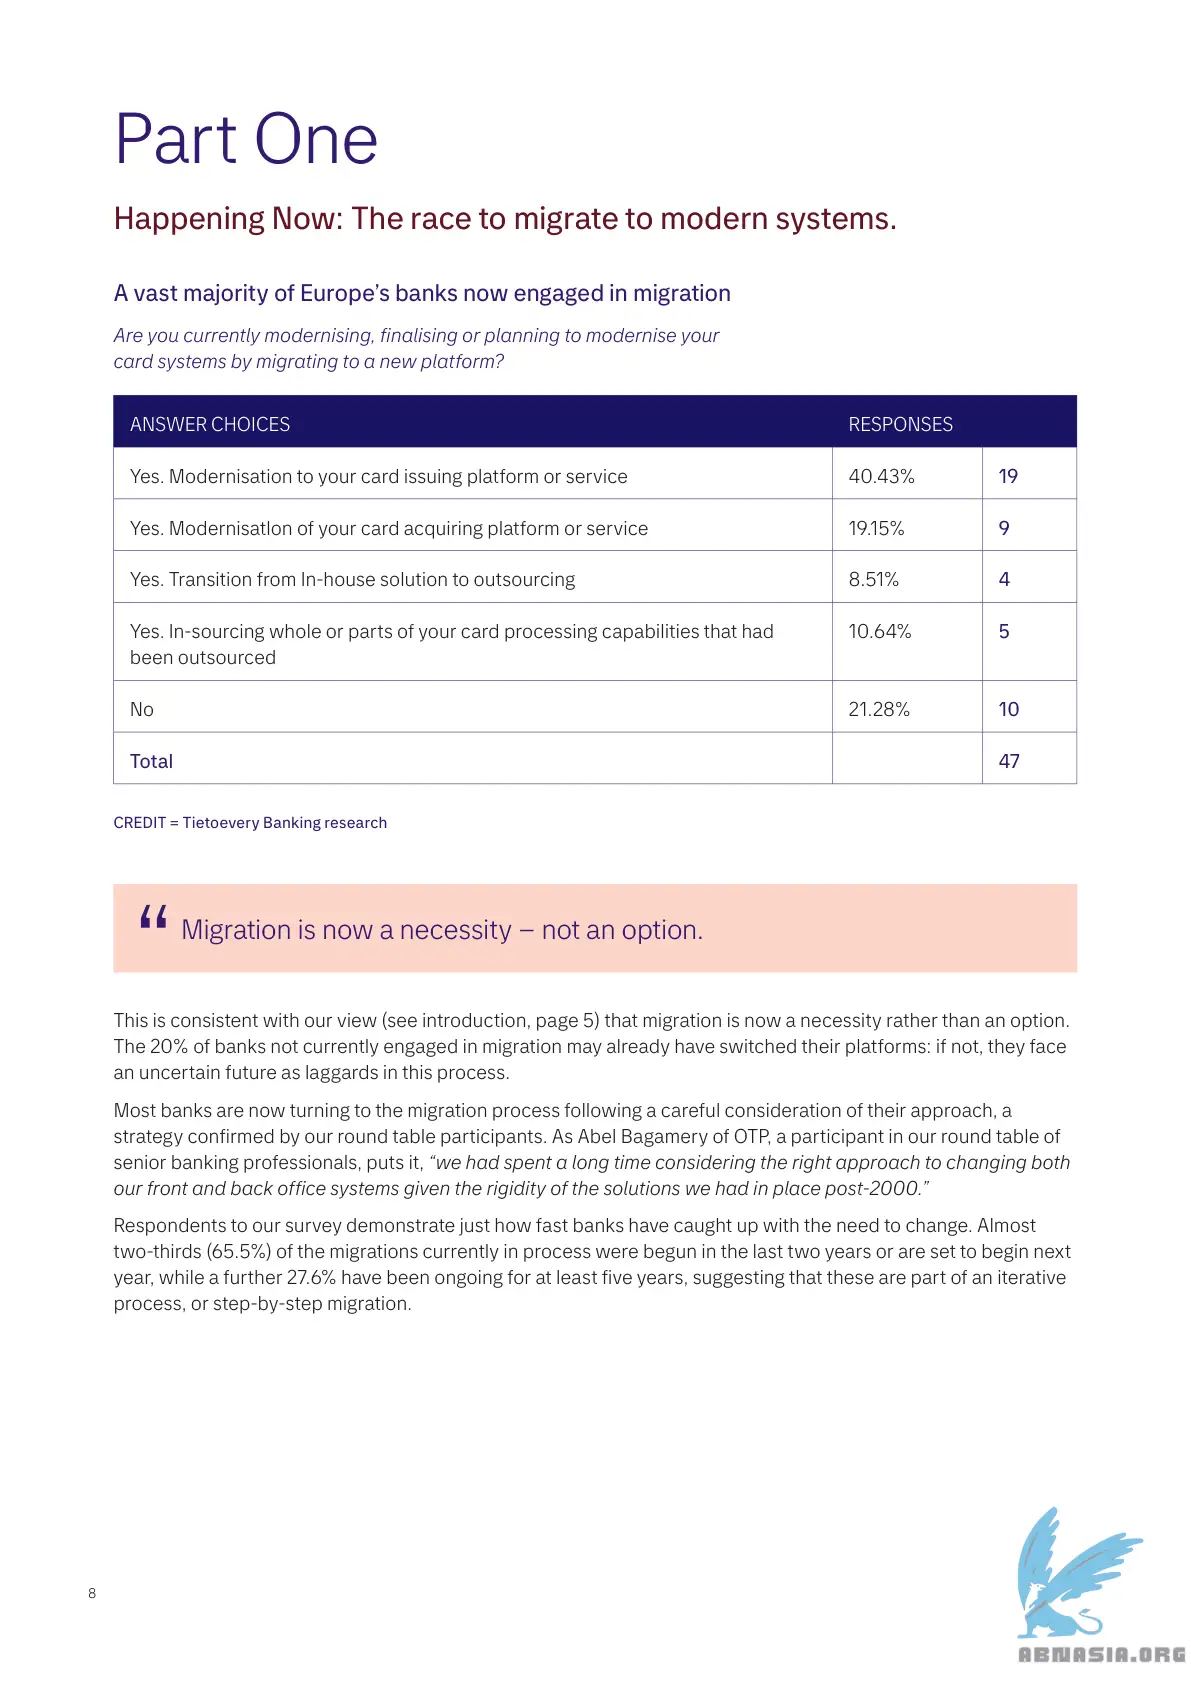 Part One
Happening Now: The race to migrate to modern systems.
A vast majority of Europe’s banks now engaged in migration
Are you currently modernising, finalising or planning to modernise your
card systems by migrating to a new platform?
ANSWER CHOICES RESPONSES
Yes. Modernisation to your card issuing platform or service 40.43% 19
Yes. Modernisatlon of your card acquiring platform or service 19.15% 9
Yes. Transition from In-house solution to outsourcing 8.51% 4
Yes. In-sourcing whole or parts of your card processing capabilities that had 10.64% 5
been outsourced
No 21.28% 10
Total 47
CREDIT = Tietoevery Banking research
“ Migration is now a necessity – not an option.
This is consistent with our view (see introduction, page 5) that migration is now a necessity rather than an option.
The 20% of banks not currently engaged in migration may already have switched their platforms: if not, they face
an uncertain future as laggards in this process.
Most banks are now turning to the migration process following a careful consideration of their approach, a
strategy confirmed by our round table participants. As Abel Bagamery of OTP, a participant in our round table of
senior banking professionals, puts it, “we had spent a long time considering the right approach to changing both
our front and back office systems given the rigidity of the solutions we had in place post-2000.”
Respondents to our survey demonstrate just how fast banks have caught up with the need to change. Almost
two-thirds (65.5%) of the migrations currently in process were begun in the last two years or are set to begin next
year, while a further 27.6% have been ongoing for at least five years, suggesting that these are part of an iterative
process, or step-by-step migration.
8
ABNASIA.ORG